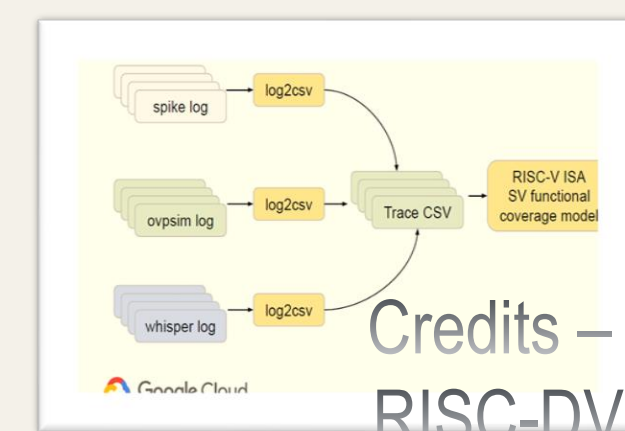 spike log
log2csv
ovpsim log
log2csv
Trace CSV
RISC-V ISA
SV functional
coverage model
whisper log
log2csv
Google Cloud
Credits –
RISC-DV